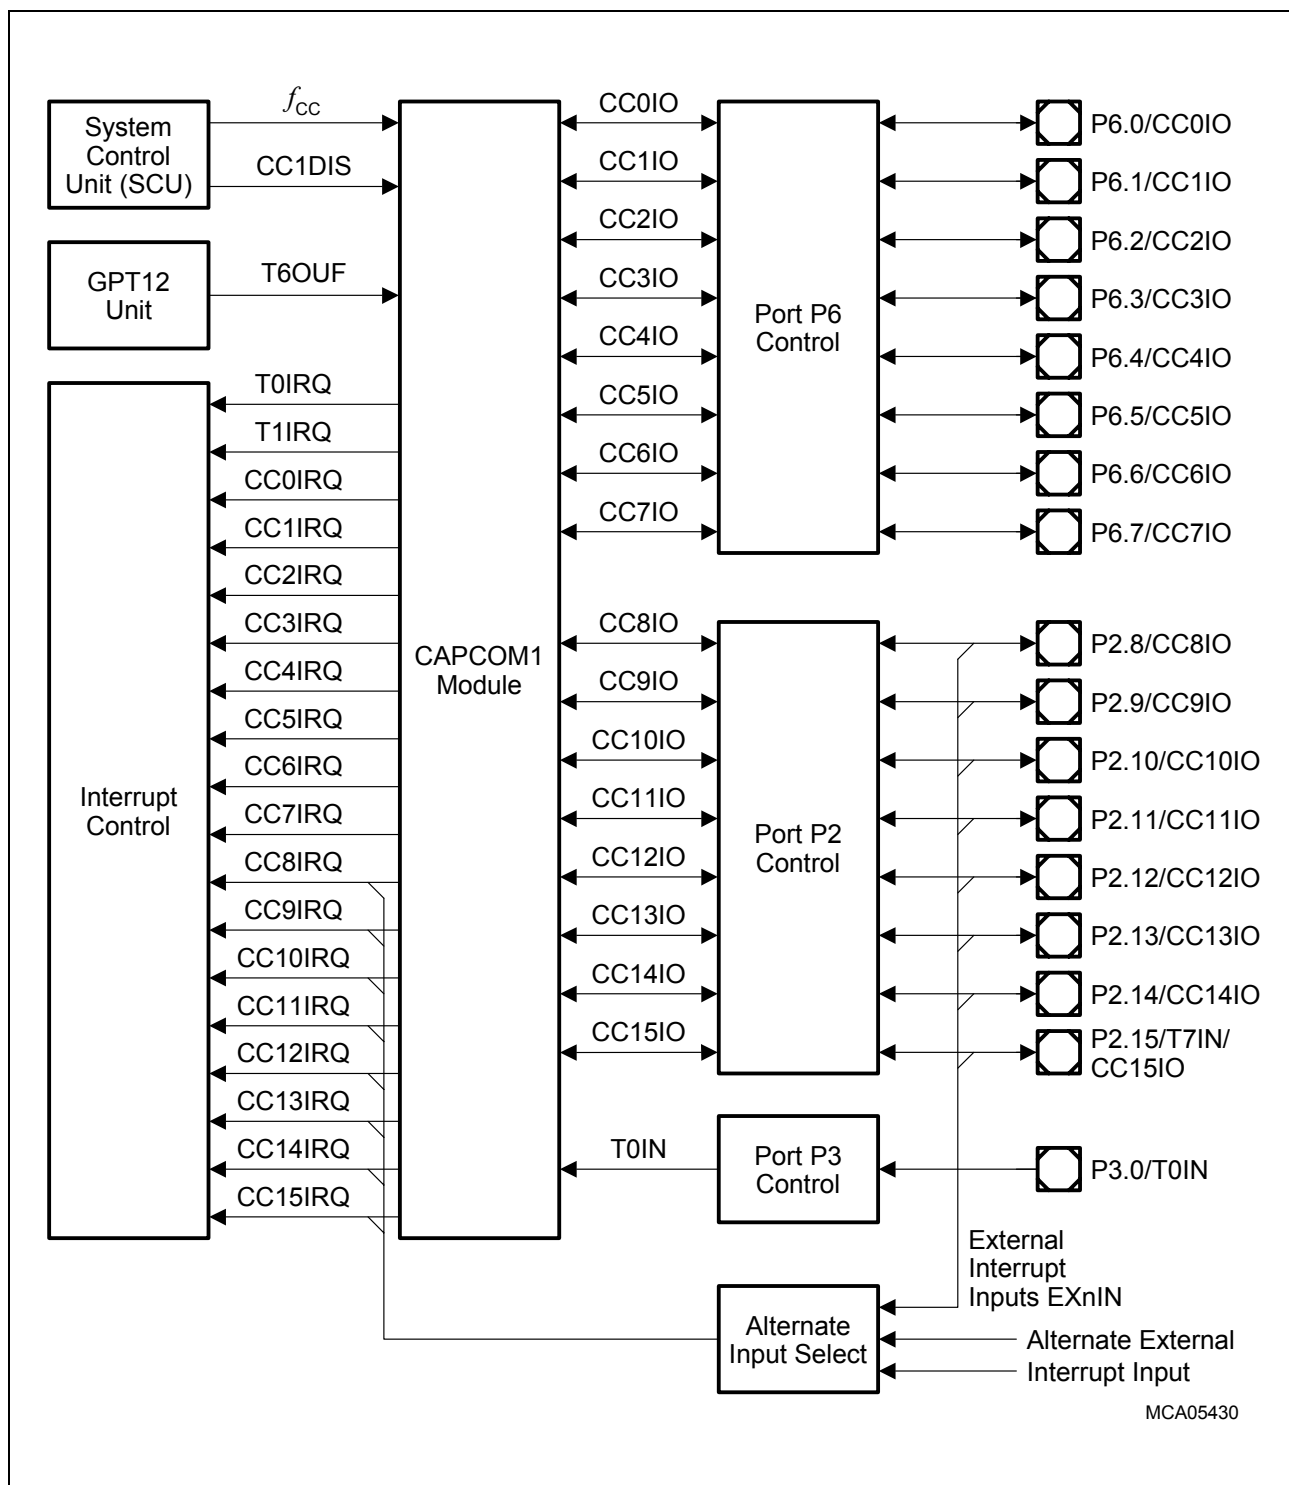 System
Control
Unit (SCU)
fCC
CC1DIS
GPT12
Unit
T6OUF
Interrupt
Control
T0IRQ
T1IRQ
CC0IRQ
CC1IRQ
CC2IRQ
CC3IRQ
CC4IRQ
CC5IRQ
CC6IRQ
CC7IRQ
CC8IRQ
CC9IRQ
CC10IRQ
CC11IRQ
CC12IRQ
CC13IRQ
CC14IRQ
CC15IRQ
CAPCOM1
Module
CC0IO
CC1IO
CC2IO
CC3IO
CC4IO
CC5IO
CC6IO
CC7IO
Port P6
Control
P6.0/CC0IO
P6.1/CC1IO
P6.2/CC2IO
P6.3/CC3IO
P6.4/CC4IO
P6.5/CC5IO
P6.6/CC6IO
P6.7/CC7IO
CC8IO
CC9IO
CC10IO
CC11IO
CC12IO
CC13IO
CC14IO
CC15IO
Port P2
Control
P2.8/CC8IO
P2.9/CC9IO
P2.10/CC10IO
P2.11/CC11IO
P2.12/CC12IO
P2.13/CC13IO
P2.14/CC14IO
P2.15/T7IN/
CC15IO
T0IN
Port P3
Control
P3.0/T0IN
External
Interrupt
Inputs EXnIN
Alternate
Input Select
Alternate External
Interrupt Input
MCA05430